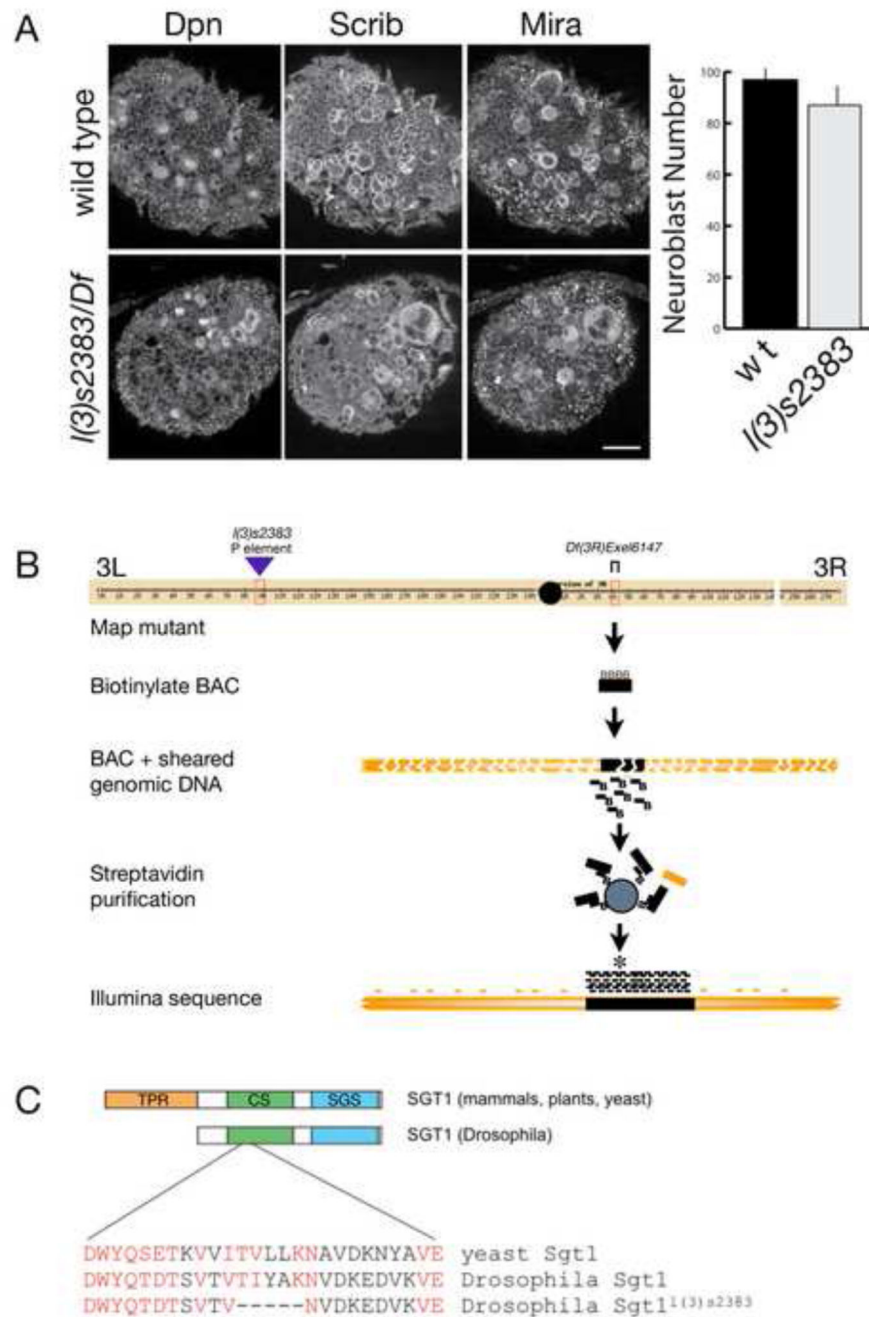 A
Dpn Scrib Mira
wild type
l(3)s2383/Df
Neuroblast Number
100
80
60
40
20
0
wt
l(3)s2383
B
l(3)s2383
P element
Df(3R)Exel6147
3L 3R
Map mutant
Biotinylate BAC
BBBB
BAC + sheared
genomic DNA
B
B
B
B
B
Streptavidin
purification
*
Illumina sequence
C
TPR CS SGS SGT1 (mammals, plants, yeast)
SGT1 (Drosophila)
DWYQSETKVVITVLLKNAVDKNYAVE yeast Sgt1
DWYQTDTSVTVTIYAKNVDKEDVKVE Drosophila Sgt1
DWYQTDTSVTV-----NVDKEDVKVE Drosophila Sgt1l(3)s2383